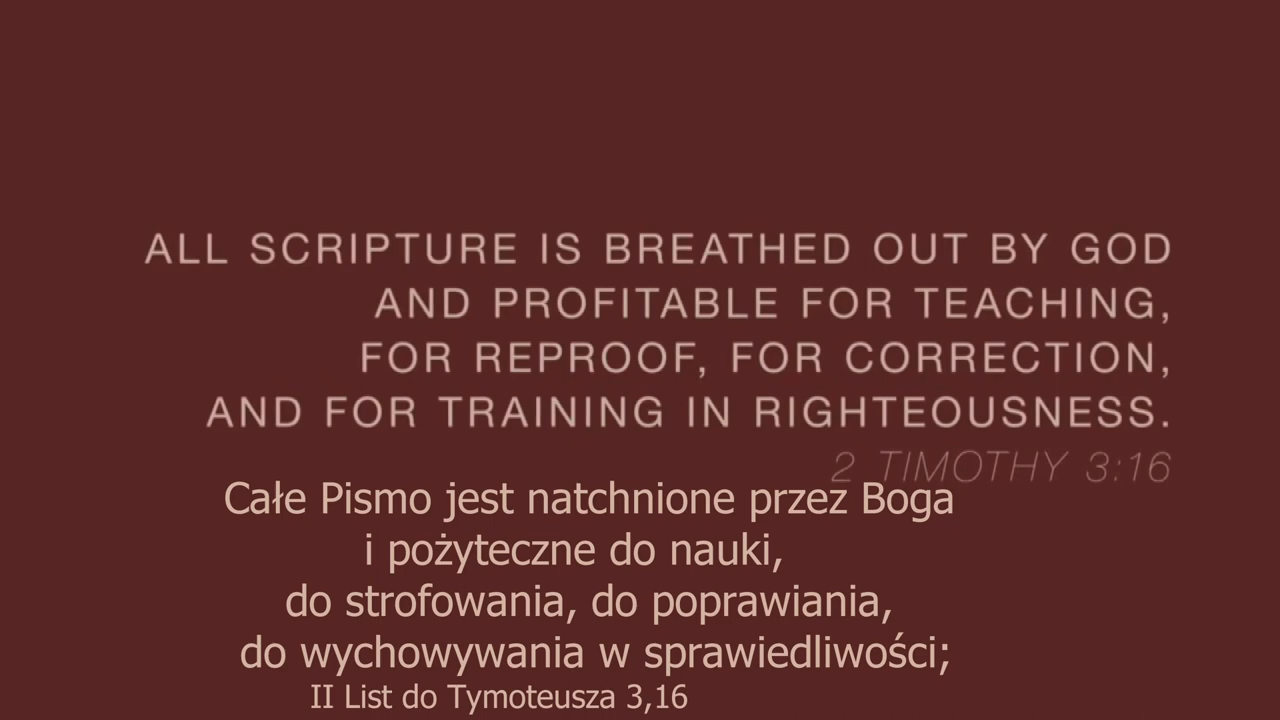 ALL SCRIPTURE IS BREATHED OUT BY GOD
AND PROFITABLE FOR TEACHING,
FOR REPROOF, FOR CORRECTION,
AND FOR TRAINING IN RIGHTEOUSNESS.
2 TIMOTHY 3:16
Całe Pismo jest natchnione przez Boga
i pożyteczne do nauki,
do strofowania, do poprawiania,
do wychowywania w sprawiedliwości;
II List do Tymoteusza 3,16